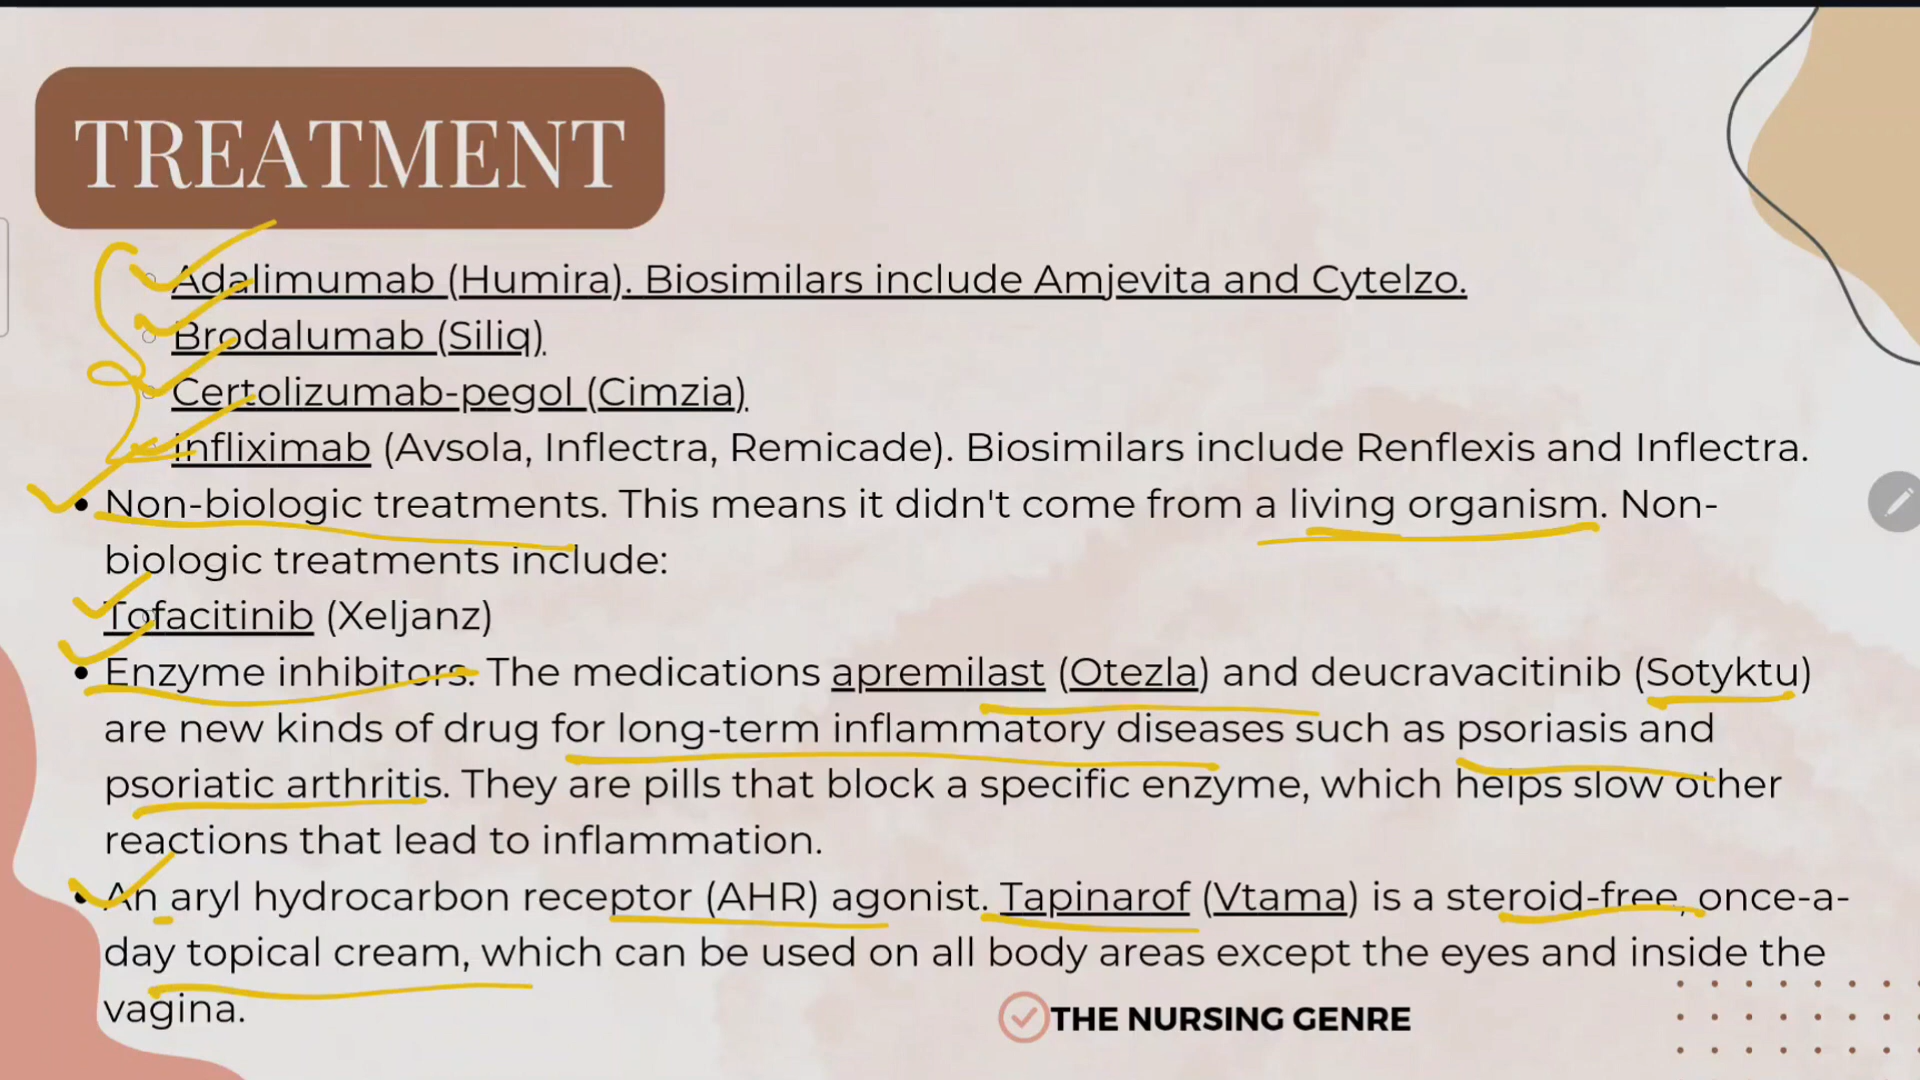 TREATMENT
Adalimumab (Humira). Biosimilars include Amjevita and Cytelzo.
Brodalumab (Siliq)
Certolizumab-pegol (Cimzia)
Infliximab (Avsola, Inflectra, Remicade). Biosimilars include Renflexis and Inflectra.
Non-biologic treatments. This means it didn't come from a living organism. Non-
biologic treatments include:
Tofacitinib (Xeljanz)
Enzyme inhibitors. The medications apremilast (Otezla) and deucravacitinib (Sotyktu)
are new kinds of drug for long-term inflammatory diseases such as psoriasis and
psoriatic arthritis. They are pills that block a specific enzyme, which helps slow other
reactions that lead to inflammation.
An aryl hydrocarbon receptor (AHR) agonist. Tapinarof (Vtama) is a steroid-free, once-a-
day topical cream, which can be used on all body areas except the eyes and inside the
vagina.
THE NURSING GENRE